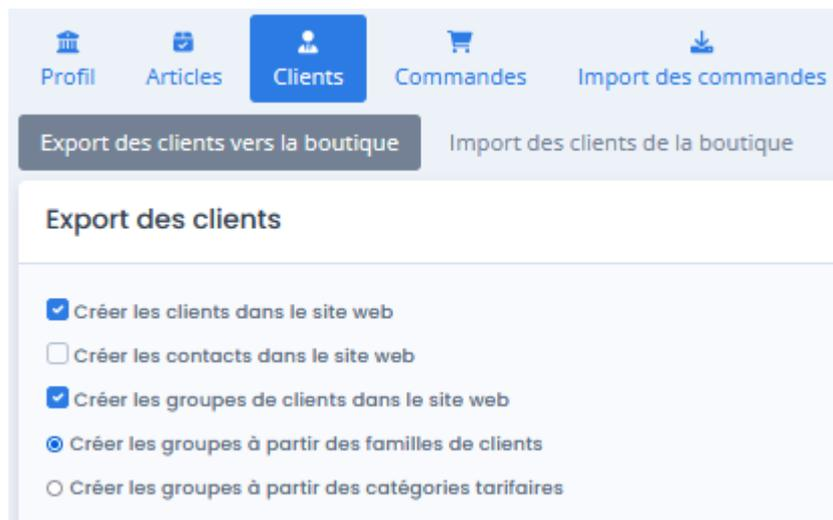 Profil Articles Clients Commandes Import des commandes
Export des clients vers la boutique Import des clients de la boutique
Export des clients
Créer les clients dans le site web
Créer les contacts dans le site web
Créer les groupes de clients dans le site web
Créer les groupes à partir des familles de clients
Créer les groupes à partir des catégories tarifaires